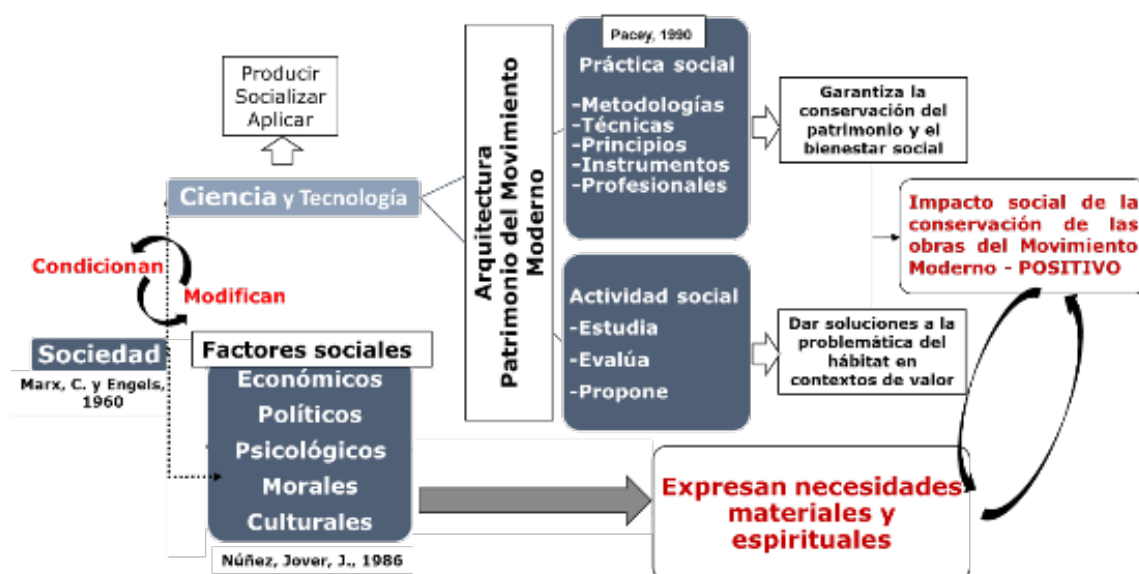 Producir
Socializar
Aplicar
Ciencia y Tecnología
Condicionan
Modifican
Sociedad
Marx, C. y Engels,
1960
Factores sociales
Económicos
Políticos
Psicológicos
Morales
Culturales
Núñez, Jover, J., 1986
Arquitectura
Patrimonio del Movimiento
Moderno
Pacey, 1990
Práctica social
-Metodologías
-Técnicas
-Principios
-Instrumentos
-Profesionales
Actividad social
-Estudia
-Evalúa
-Propone
Garantiza la
conservación del
patrimonio y el
bienestar social
Dar soluciones a la
problemática del
hábitat en
contextos de valor
Impacto social de la
conservación de las
obras del Movimiento
Moderno - POSITIVO
Expresan necesidades
materiales y
espirituales